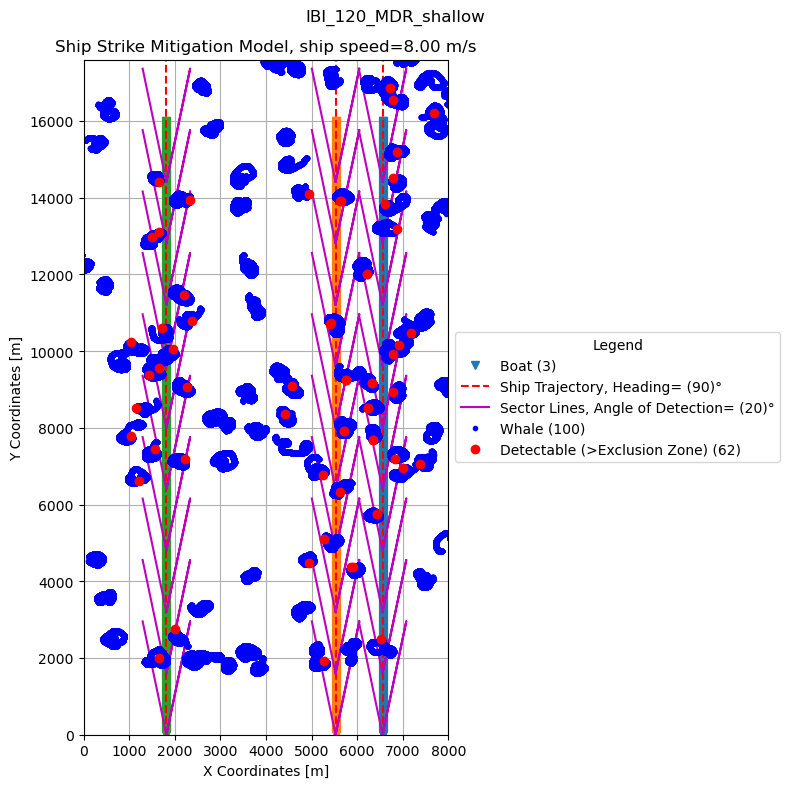 IBI_120_MDR_shallow
Ship Strike Mitigation Model, ship speed=8.00 m/s
16000
14000
12000
10000
8000
6000
4000
2000
0
Y Coordinates [m]
0 1000 2000 3000 4000 5000 6000 7000 8000
X Coordinates [m]
Legend
Boat (3)
Ship Trajectory, Heading= (90)°
Sector Lines, Angle of Detection= (20)°
Whale (100)
Detectable (>Exclusion Zone) (62)